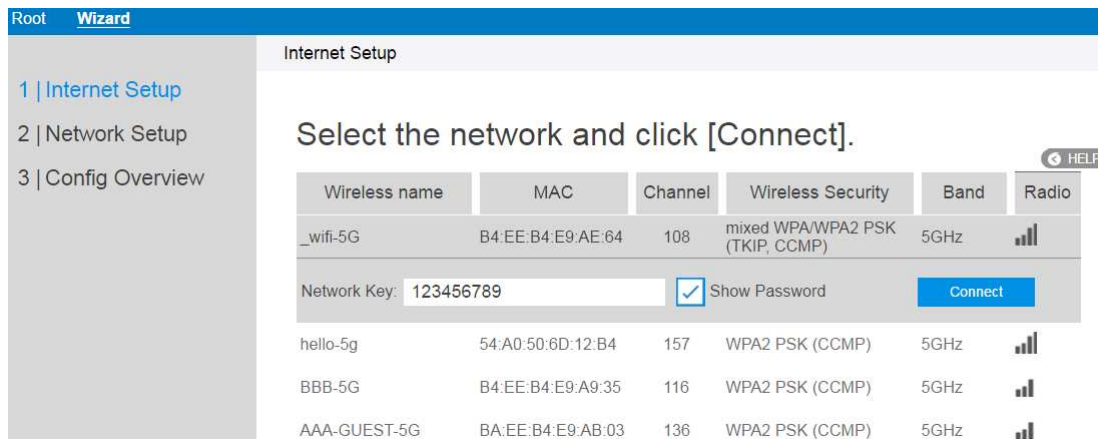 Root Wizard
Internet Setup
1 | Internet Setup
2 | Network Setup
3 | Config Overview
Select the network and click [Connect].
HELP
Wireless name MAC Channel Wireless Security Band Radio
_wifi-5G B4:EE:B4:E9:AE:64 108 mixed WPA/WPA2 PSK (TKIP, CCMP) 5GHz
Network Key: 123456789 Show Password Connect
hello-5g 54:A0:50:6D:12:B4 157 WPA2 PSK (CCMP) 5GHz
BBB-5G B4:EE:B4:E9:A9:35 116 WPA2 PSK (CCMP) 5GHz
AAA-GUEST-5G BA:EE:B4:E9:AB:03 136 WPA2 PSK (CCMP) 5GHz